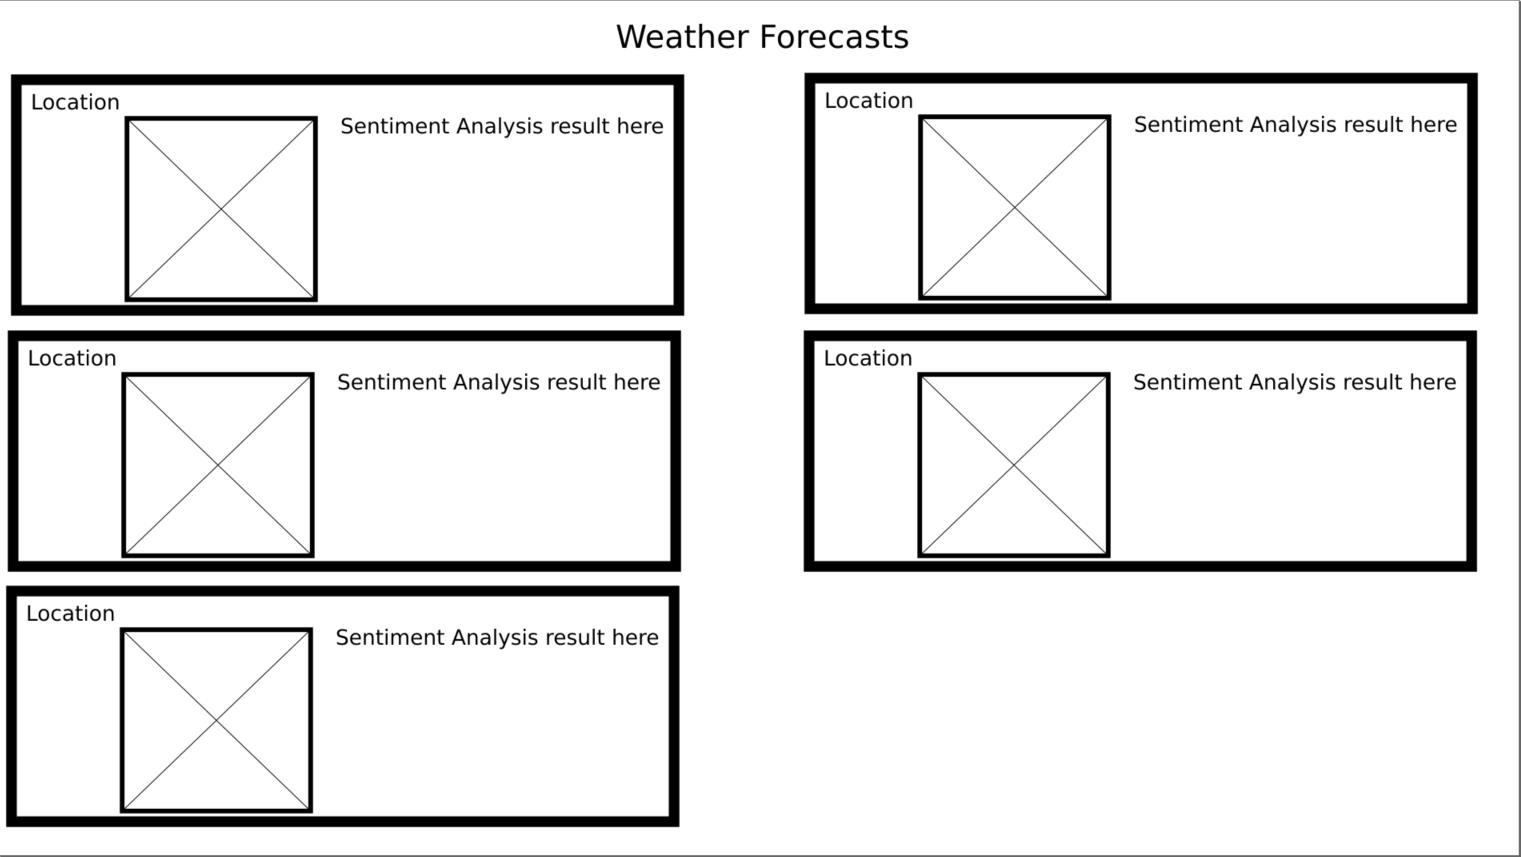 Weather Forecasts
Location
Sentiment Analysis result here
Location
Sentiment Analysis result here
Location
Sentiment Analysis result here
Location
Sentiment Analysis result here
Location
Sentiment Analysis result here